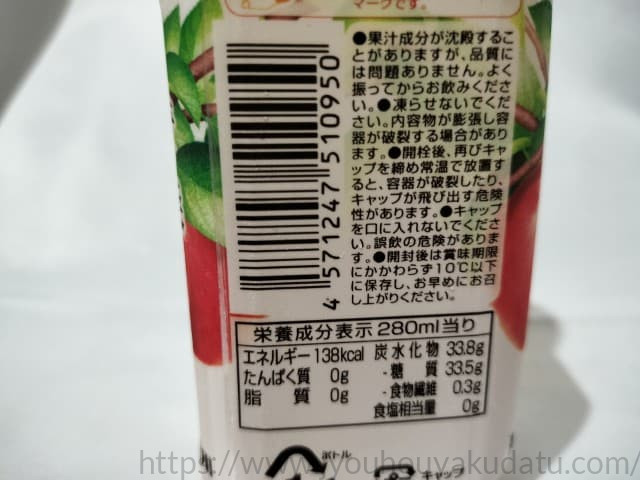 マークです。
●果汁成分が沈殿するこ
とがありますが、品質に
は問題ありません。よく
振ってからお飲みくださ
い。●凍らせないでくだ
さい。内容物が膨張し容
器が破裂する場合があり
ます。●開栓後、再びキャ
ップを締め常温で放置す
ると、容器が破裂したり、
キャップが飛び出す危険
性があります。●キャップ
を口に入れないでくださ
い。誤飲の危険がありま
す。●開封後は賞味期限
にかかわらず10℃以下
に保存し、お早めにお召
し上がりください。
4 571247 510950
栄養成分表示 280ml当り
エネルギー 138kcal 炭水化物 33.8g
たんぱく質 0g -糖質 33.5g
脂質 0g -食物繊維 0.3g
食塩相当量 0g
ボトル
キャップ
https://www.youhouyakudatu.com/